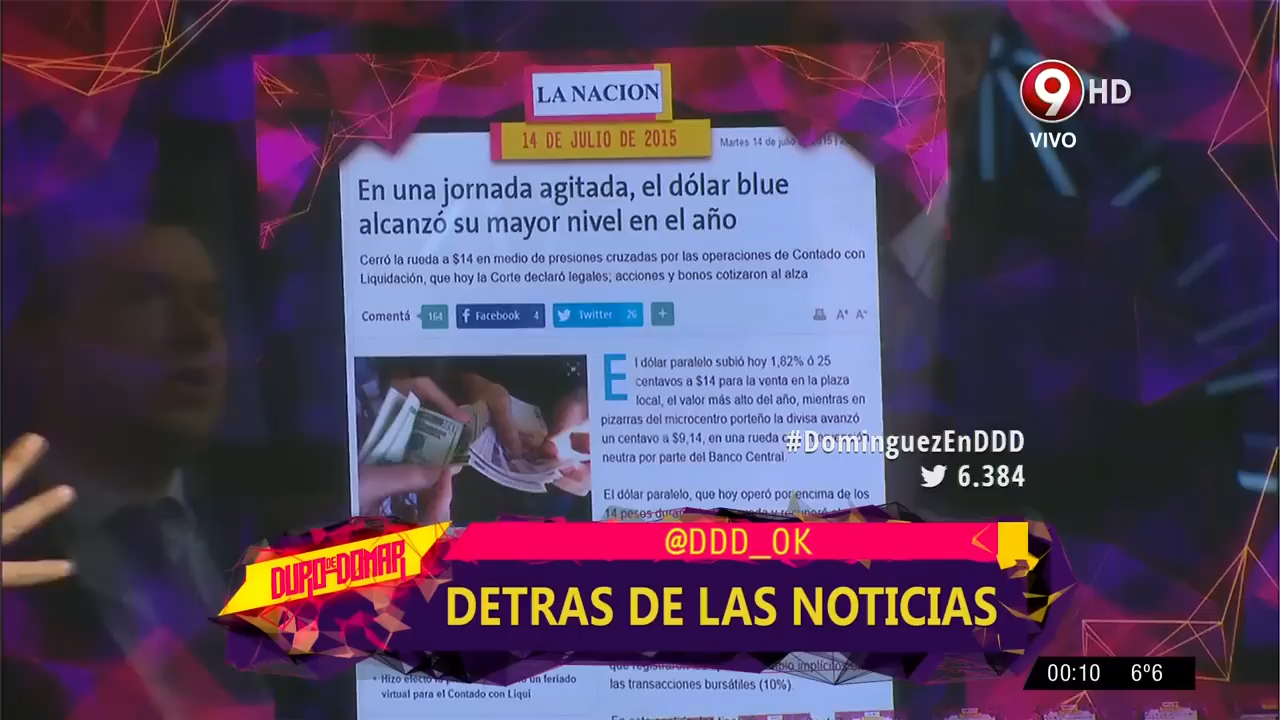 LA NACION
14 DE JULIO DE 2015
Martes 14 de julio
En una jornada agitada, el dólar blue
alcanzó su mayor nivel en el año
Cerró la rueda a $14 en medio de presiones cruzadas por las operaciones de Contado con
Liquidación, que hoy la Corte declaró legales; acciones y bonos cotizaron al alza
Comentá 164 f Facebook 4 Twitter 26 +
A+ A-
El dólar paralelo subió hoy 1,82% ó 25
centavos a $14 para la venta en la plaza
local, el valor más alto del año, mientras en
pizarras del microcentro porteño la divisa avanzó
un centavo a $9,14, en una rueda
neutra por parte del Banco Central.
El dólar paralelo, que hoy operó por encima de los
14 pesos
9 HD
VIVO
#DominguezEnDDD
6.384
DURO DE DOMAR
@DDD_OK
DETRAS DE LAS NOTICIAS
un feriado
virtual para el Contado con Liqui
implícitos
las transacciones bursátiles (10%).
00:10 6°6